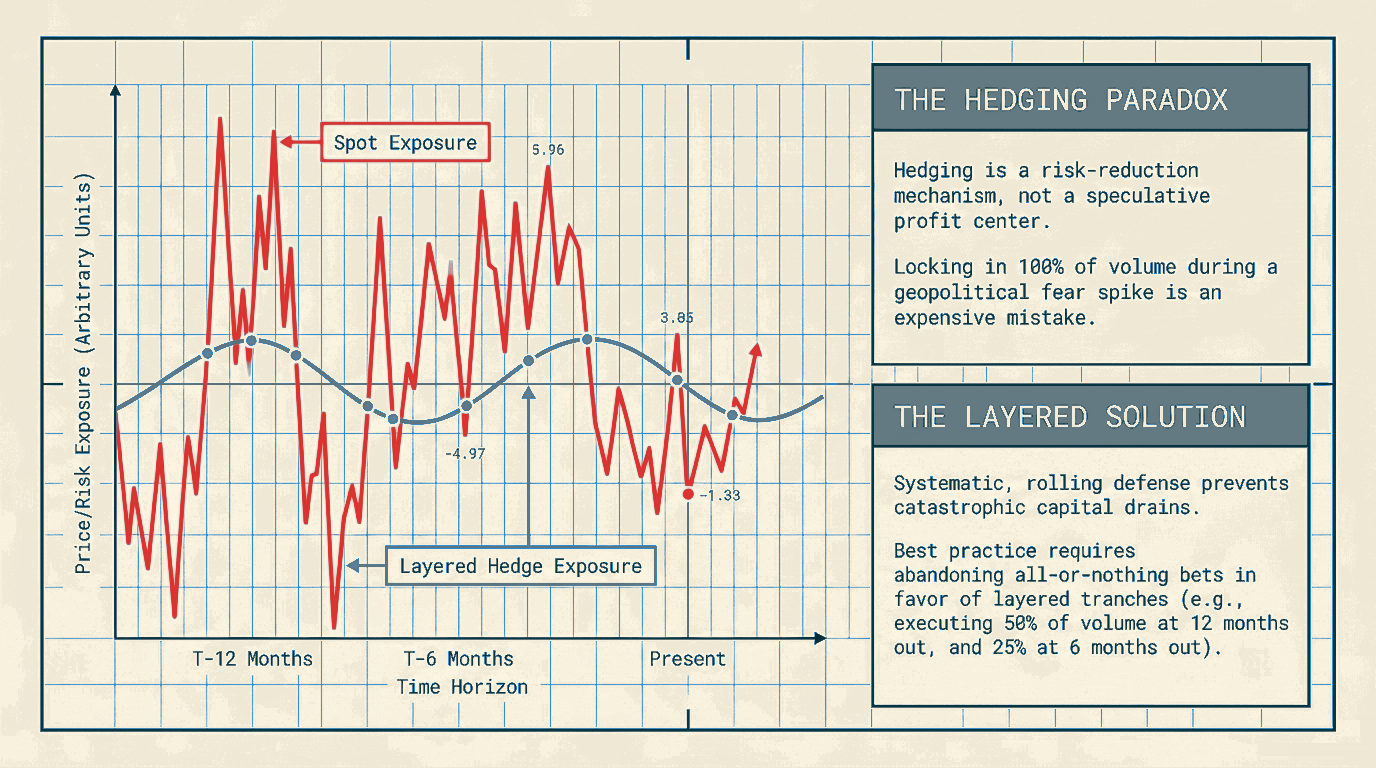 Price/Risk Exposure (Arbitrary Units)
Spot Exposure
5.96
3.85
-4.97
-1.33
Layered Hedge Exposure
T-12 Months
T-6 Months
Present
Time Horizon
THE HEDGING PARADOX
Hedging is a risk-reduction
mechanism, not a speculative
profit center.
Locking in 100% of volume during a
geopolitical fear spike is an
expensive mistake.
THE LAYERED SOLUTION
Systematic, rolling defense prevents
catastrophic capital drains.
Best practice requires
abandoning all-or-nothing bets in
favor of layered tranches (e.g.,
executing 50% of volume at 12 months
out, and 25% at 6 months out).